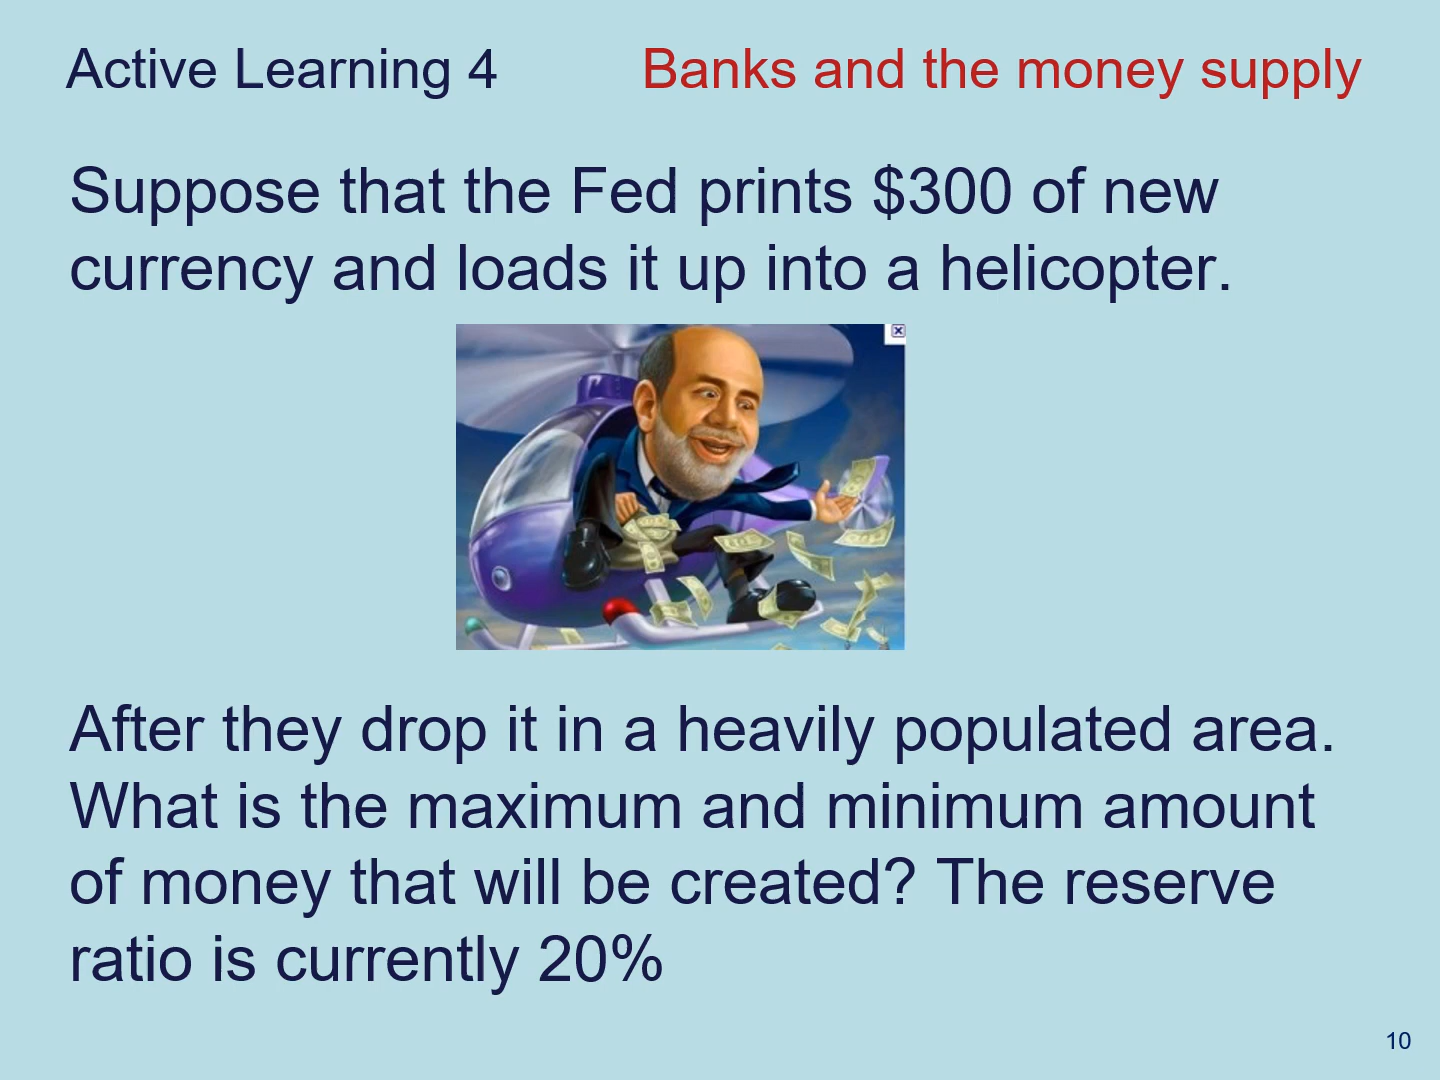 Active Learning 4 Banks and the money supply
Suppose that the Fed prints $300 of new
currency and loads it up into a helicopter.
After they drop it in a heavily populated area.
What is the maximum and minimum amount
of money that will be created? The reserve
ratio is currently 20%
10